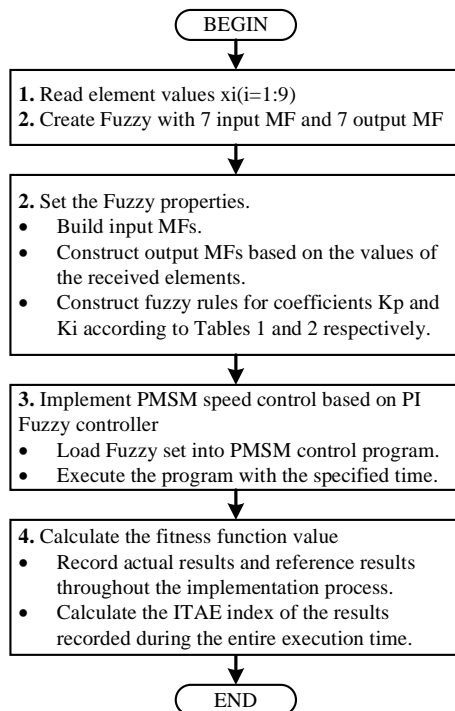 BEGIN
1. Read element values xi(i=1:9)
2. Create Fuzzy with 7 input MF and 7 output MF
2. Set the Fuzzy properties.
• Build input MFs.
• Construct output MFs based on the values of
the received elements.
• Construct fuzzy rules for coefficients Kp and
Ki according to Tables 1 and 2 respectively.
3. Implement PMSM speed control based on PI
Fuzzy controller
• Load Fuzzy set into PMSM control program.
• Execute the program with the specified time.
4. Calculate the fitness function value
• Record actual results and reference results
throughout the implementation process.
• Calculate the ITAE index of the results
recorded during the entire execution time.
END